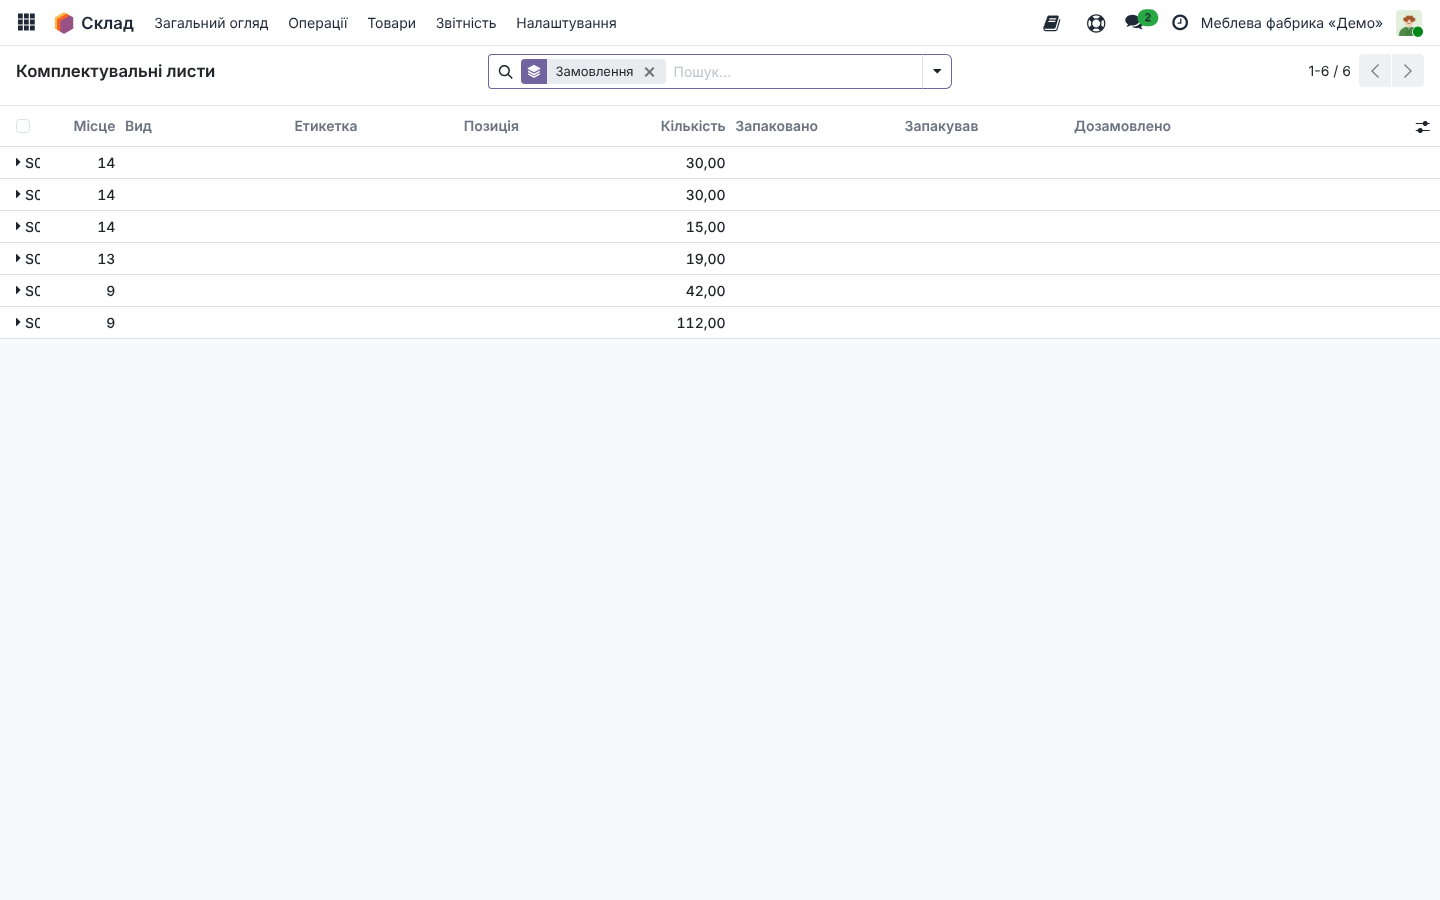 Склад Загальний огляд Операції Товари Звітність Налаштування 2 Меблева фабрика «Демо»
Комплектувальні листи Замовлення Пошук... 1-6 / 6
Місце Вид Етикетка Позиція Кількість Запаковано Запакував Дозамовлено
14 30,00
14 30,00
14 15,00
13 19,00
9 42,00
9 112,00